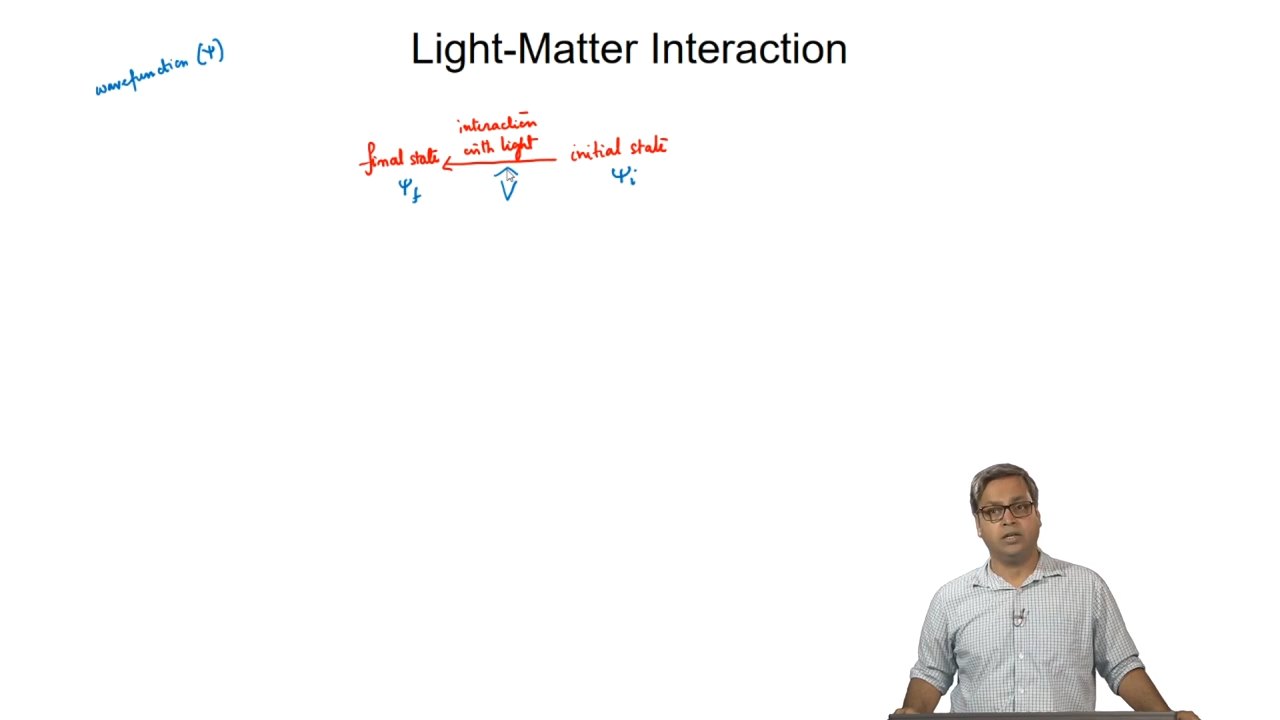 Light-Matter Interaction
wavefunction (Ψ)
interaction
with light
final state
initial state
Ψf
V̂
Ψi